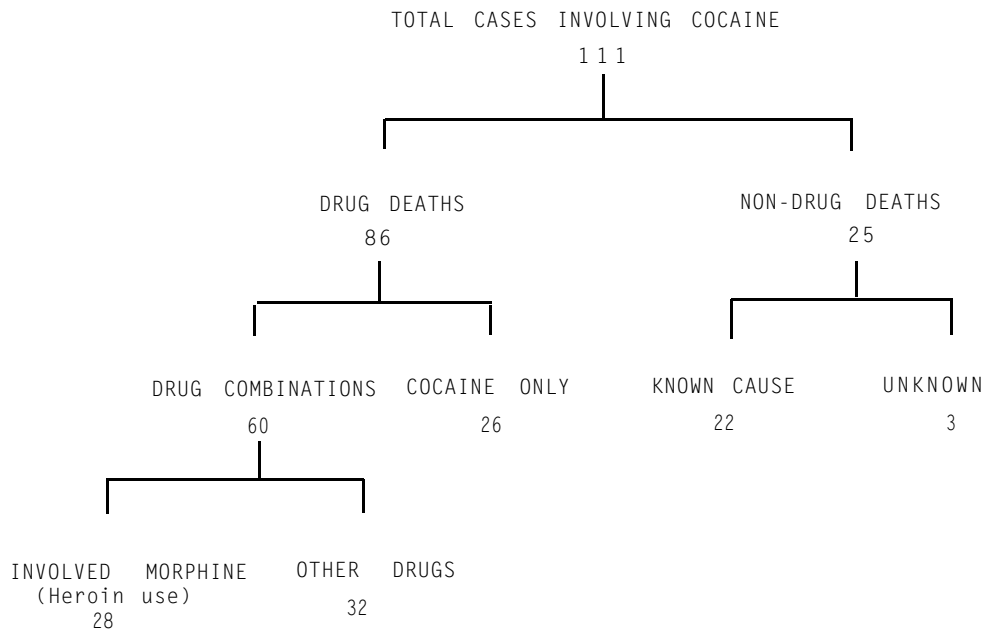 TOTAL CASES INVOLVING COCAINE
111
DRUG DEATHS
86
NON-DRUG DEATHS
25
DRUG COMBINATIONS
60
COCAINE ONLY
26
KNOWN CAUSE
22
UNKNOWN
3
INVOLVED MORPHINE
(Heroin use)
28
OTHER DRUGS
32